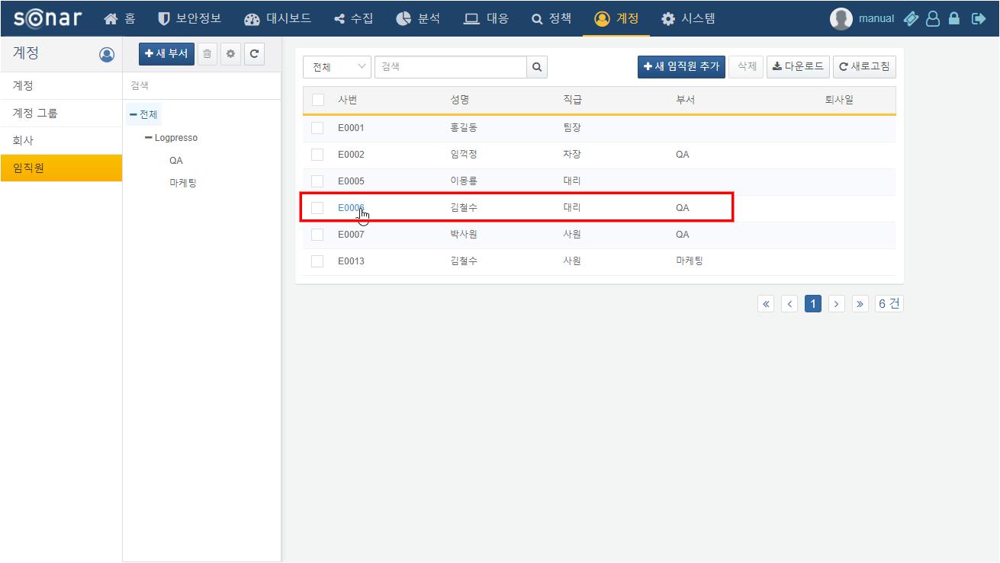 sonar 홈 보안정보 대시보드 수집 분석 대응 정책 계정 시스템 manual
계정 새 부서
계정
계정 그룹
회사
임직원
검색
전체
Logpresso
QA
마케팅
전체 검색 새 임직원 추가 삭제 다운로드 새로고침
사번 성명 직급 부서 퇴사일
E0001 홍길동 팀장
E0002 임꺽정 차장 QA
E0005 이몽룡 대리
E0006 김철수 대리 QA
E0007 박사원 사원 QA
E0013 김철수 사원 마케팅
« ‹ 1 › » 6 건